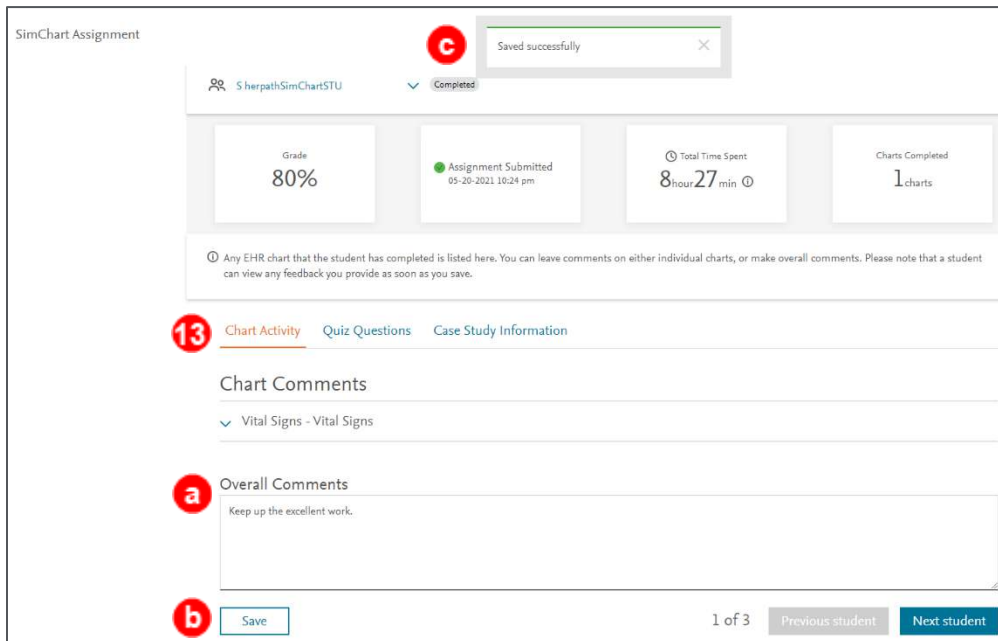 SimChart Assignment
c
Saved successfully
S herpathSimChartSTU
Completed
Grade
80%
Assignment Submitted
05-20-2021 10:24 pm
Total Time Spent
8hour27 min
Charts Completed
1charts
Any EHR chart that the student has completed is listed here. You can leave comments on either individual charts, or make overall comments. Please note that a student
can view any feedback you provide as soon as you save.
13
Chart Activity Quiz Questions Case Study Information
Chart Comments
Vital Signs - Vital Signs
a
Overall Comments
Keep up the excellent work.
b
Save 1 of 3 Previous student Next student